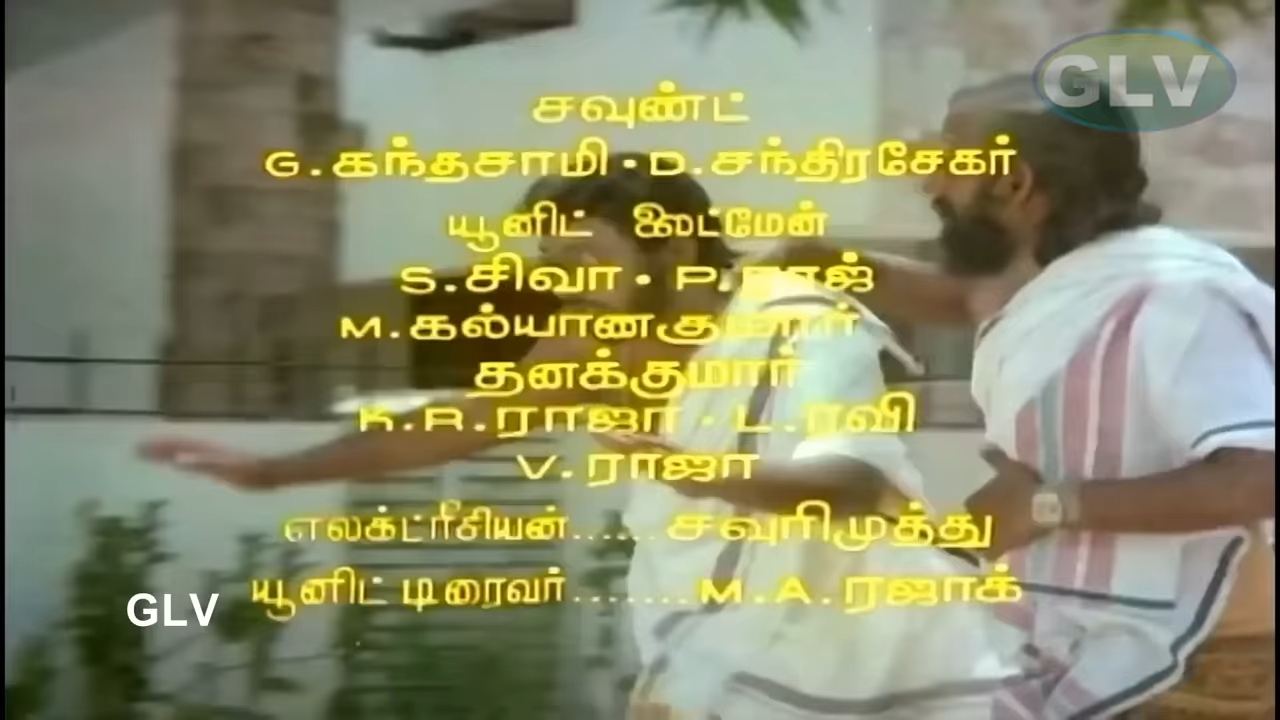 GLV
சவுண்ட்
G.கந்தசாமி · D.சந்திரசேகர்
யூனிட் லைட்மேன்
S.சிவா · P.ராஜ்
M.கல்யாணகுமார்
தனக்குமார்
K.R.ராஜா · L.ரவி
V.ராஜா
எலக்ட்ரீசியன்......சவுரிமுத்து
யூனிட் டிரைவர்.......M.A.ரஜாக்
GLV